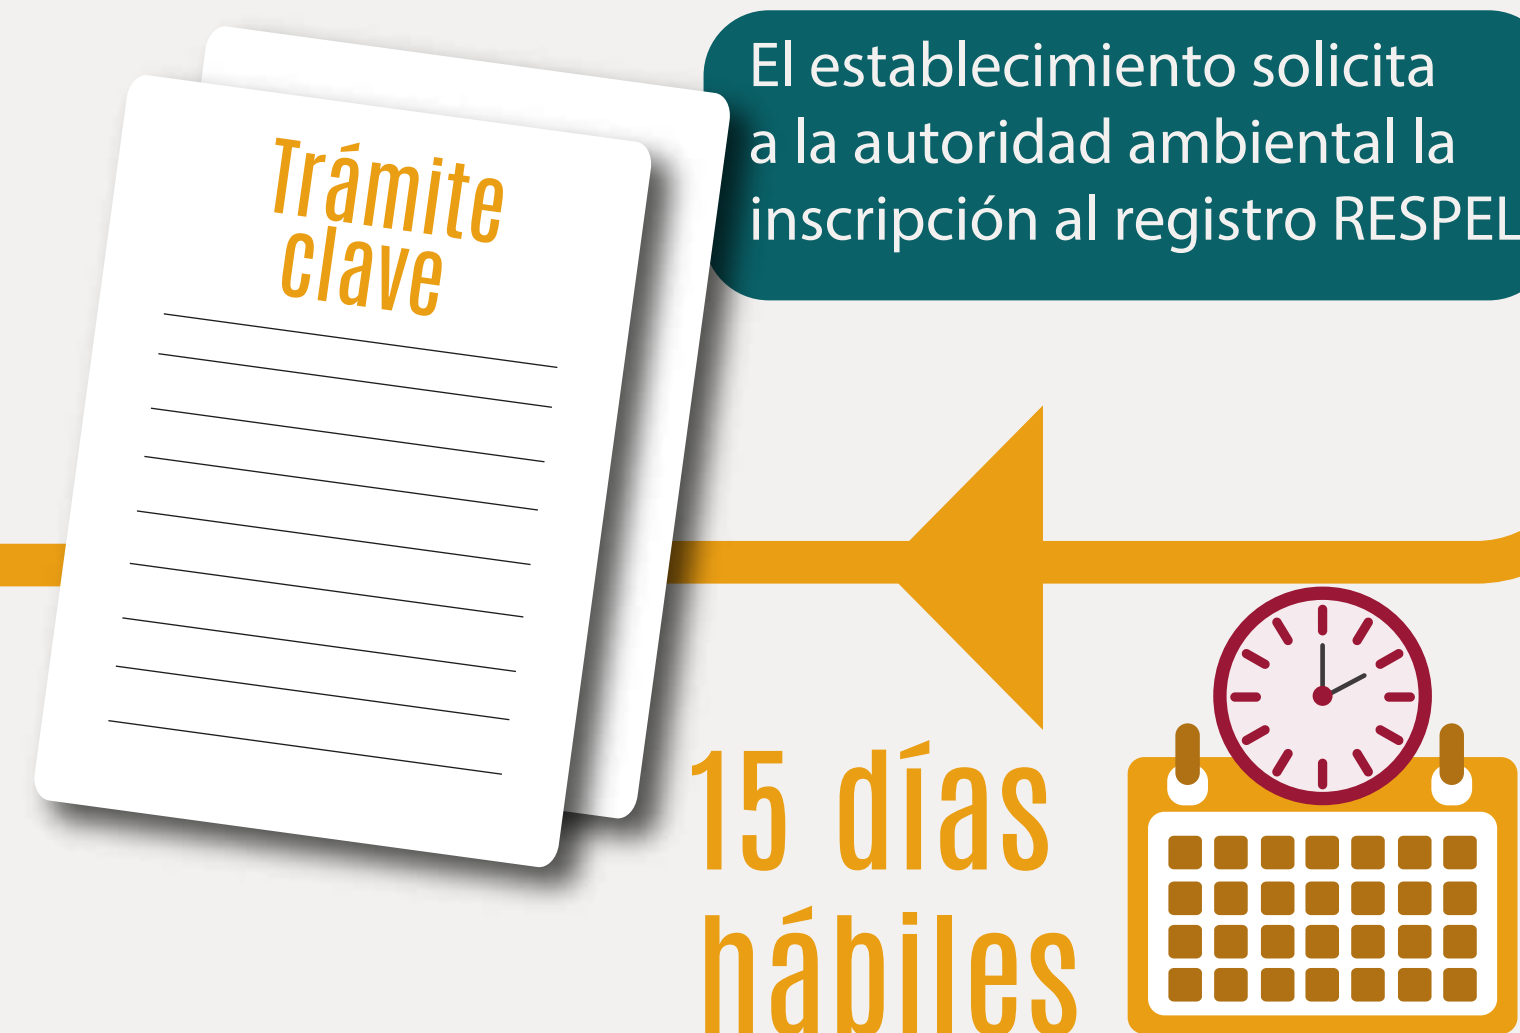 Trámite
clave
El establecimiento solicita
a la autoridad ambiental la
inscripción al registro RESPEL
15 días
hábiles